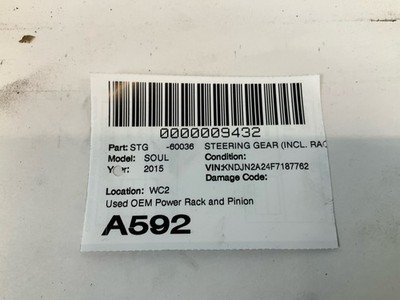 0000009432
Part: STG -60036 STEERING GEAR (INCL. RAC
Model: SOUL Condition:
Year: 2015 VIN:KNDJN2A24F7187762
Damage Code:
Location: WC2
Used OEM Power Rack and Pinion
A592